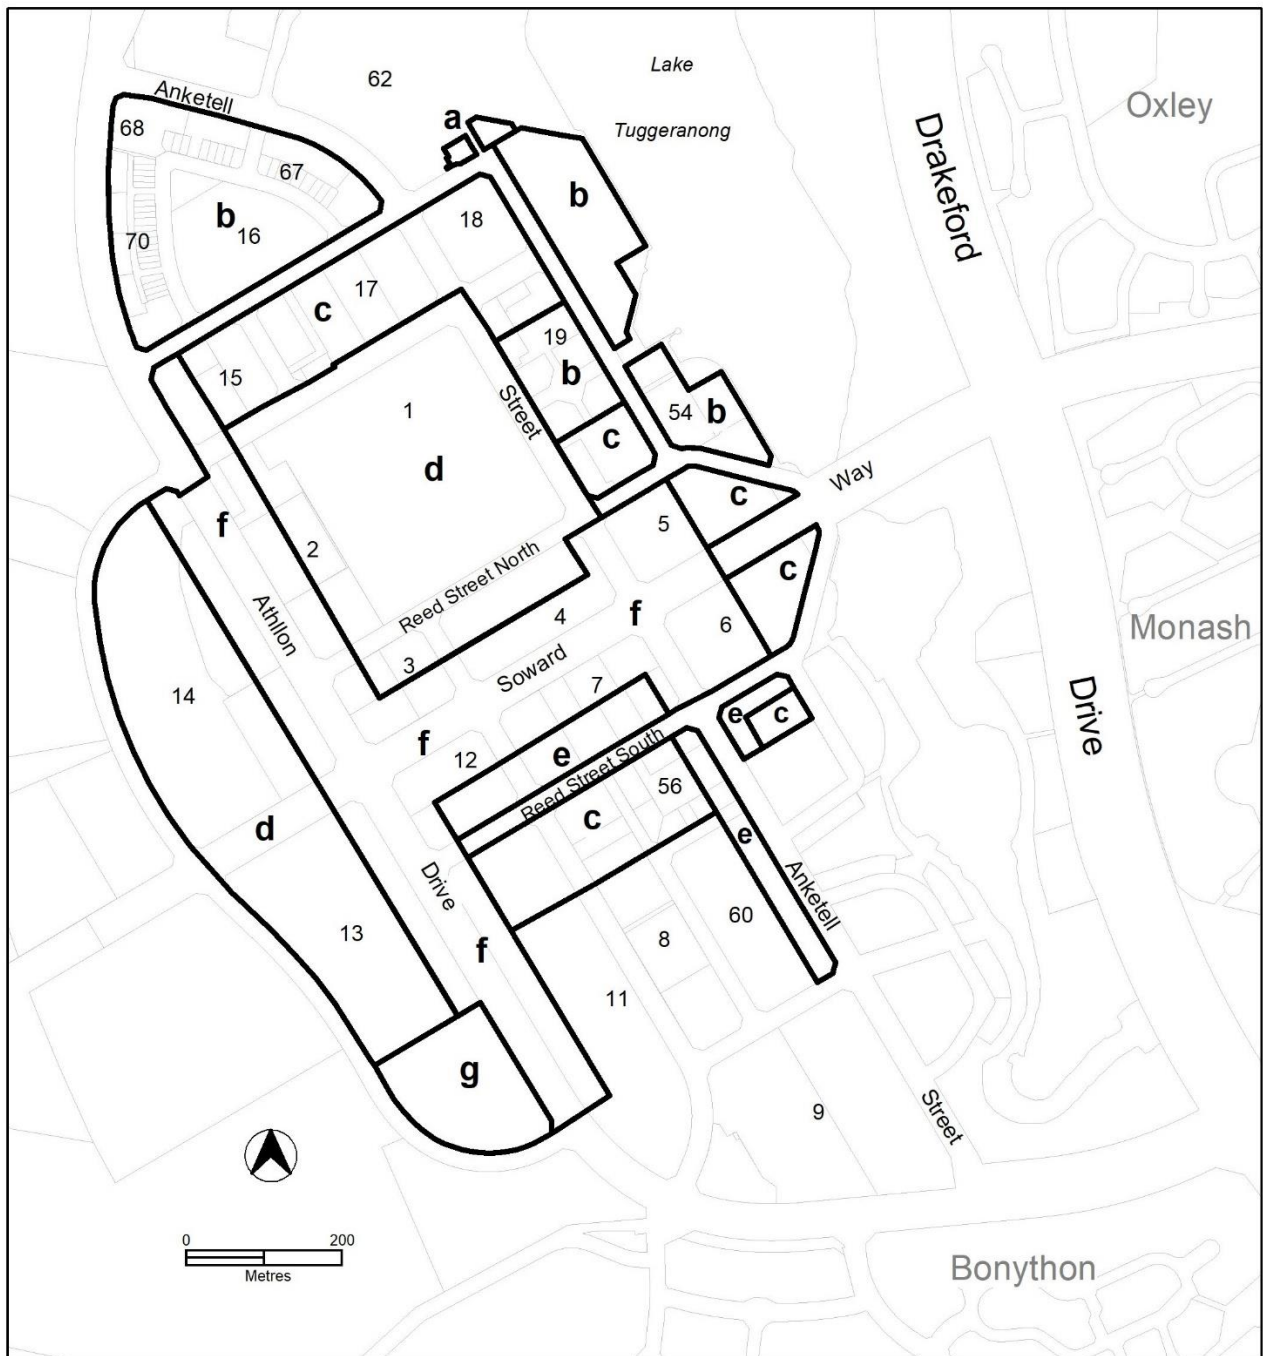 62
Lake
Oxley
Anketell
a
68
Tuggeranong
Drakeford
67
b
b
18
16
70
17
c
19
15
b
Street
1
54
b
c
d
Way
c
5
f
2
Reed Street North
c
Athllon
4
f
6
Monash
3
Soward
14
7
Drive
e
c
f
12
e
Reed Street South
56
c
d
e
Drive
Anketell
13
60
8
f
11
g
9
Street
0
200
Metres
Bonython